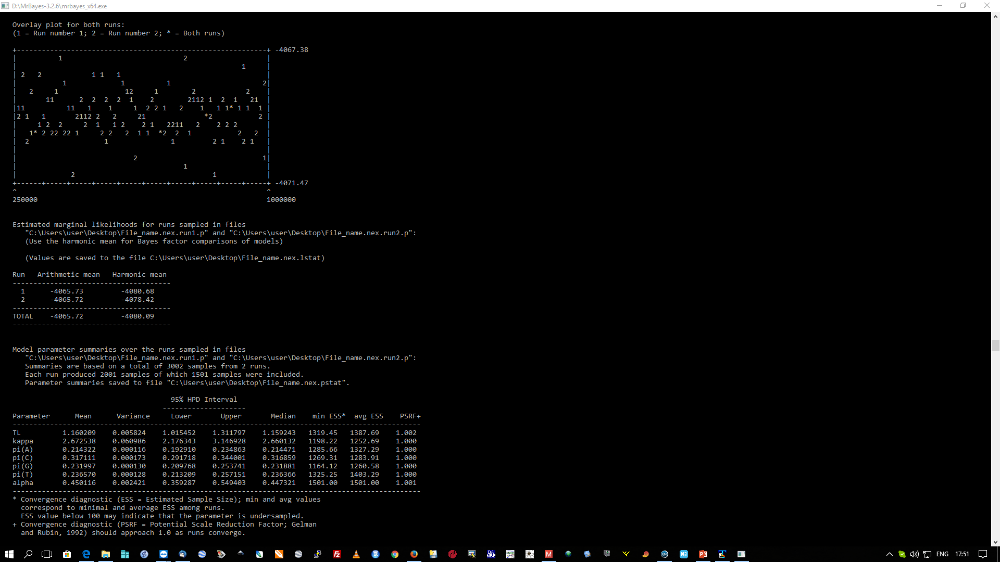 D:\MrBayes-3.2.6\mrbayes_x64.exe
Overlay plot for both runs:
(1 = Run number 1; 2 = Run number 2; * = Both runs)
+------------------------------------------------------------+ -4067.38
|          1                             2                   |
|                                                      1     |
| 2   2            1 1   1                                   |
|           1             1          1                      2|
|   2     1                12     1        2            2    |
|       11      2  2  2  2  1    2        2112 1  2  1   21  |
|11          11   1    1     1  2 2 1   2    1   1 1* 1 1  1 |
|2 1   1       2112 2   2     21              *2           2 |
|     1 2  2     2  1   1 2    2 1   2211   2    2 2 2       |
|   1* 2 22 22 1     2 2   2  1 1  *2  2  1           2   2  |
|  2                  1               1         2 1    2 1   |
|                                                            |
|                            2                              1|
|                                        1                   |
|             2                                 1            |
+------+-----+-----+-----+-----+-----+-----+-----+-----+-----+ -4071.47
^                                                            ^
250000                                                       1000000
Estimated marginal likelihoods for runs sampled in files
"C:\Users\user\Desktop\File_name.nex.run1.p" and "C:\Users\user\Desktop\File_name.nex.run2.p":
(Use the harmonic mean for Bayes factor comparisons of models)
(Values are saved to the file C:\Users\user\Desktop\File_name.nex.lstat)
Run   Arithmetic mean   Harmonic mean
--------------------------------------
1      -4065.73         -4080.68
2      -4065.72         -4078.42
--------------------------------------
TOTAL    -4065.72         -4080.09
--------------------------------------
Model parameter summaries over the runs sampled in files
"C:\Users\user\Desktop\File_name.nex.run1.p" and "C:\Users\user\Desktop\File_name.nex.run2.p":
Summaries are based on a total of 3002 samples from 2 runs.
Each run produced 2001 samples of which 1501 samples were included.
Parameter summaries saved to file "C:\Users\user\Desktop\File_name.nex.pstat".
95% HPD Interval
--------------------
Parameter      Mean      Variance     Lower       Upper       Median    min ESS*  avg ESS    PSRF+
--------------------------------------------------------------------------------------------------
TL          1.160209    0.005824    1.015452    1.311797    1.159243   1319.45   1387.69    1.002
kappa       2.672538    0.060986    2.176343    3.146928    2.660132   1198.22   1252.69    1.000
pi(A)       0.214322    0.000116    0.192910    0.234863    0.214471   1285.66   1327.29    1.000
pi(C)       0.317111    0.000173    0.291718    0.344001    0.316859   1269.31   1283.91    1.000
pi(G)       0.231997    0.000130    0.209768    0.253741    0.231881   1164.12   1260.58    1.000
pi(T)       0.236570    0.000128    0.213209    0.257151    0.236366   1325.25   1403.29    1.000
alpha       0.450116    0.002421    0.359287    0.549403    0.447321   1501.00   1501.00    1.001
--------------------------------------------------------------------------------------------------
* Convergence diagnostic (ESS = Estimated Sample Size); min and avg values
correspond to minimal and average ESS among runs.
ESS value below 100 may indicate that the parameter is undersampled.
+ Convergence diagnostic (PSRF = Potential Scale Reduction Factor; Gelman
and Rubin, 1992) should approach 1.0 as runs converge.
DA MBE
ENG 17:51